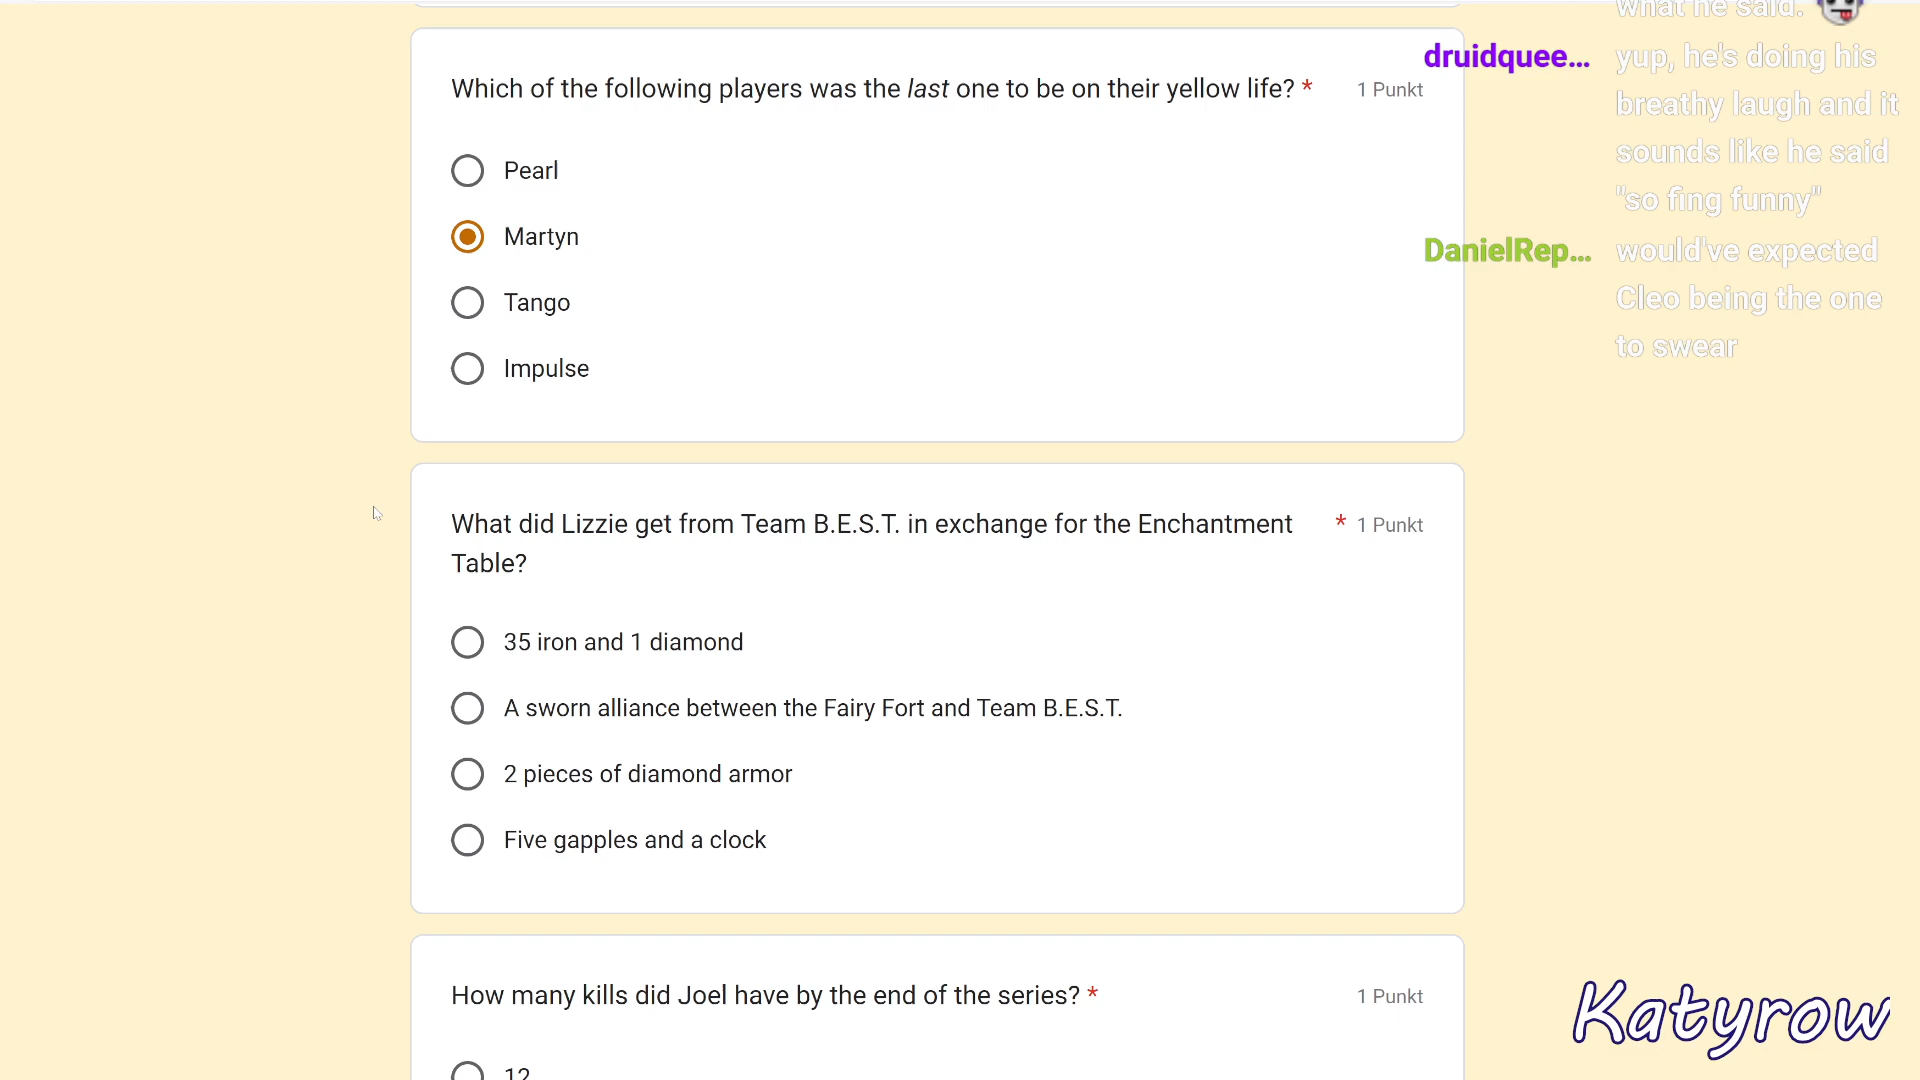 Which of the following players was the last one to be on their yellow life? *
1 Punkt
Pearl
Martyn
Tango
Impulse
What did Lizzie get from Team B.E.S.T. in exchange for the Enchantment
Table?
* 1 Punkt
35 iron and 1 diamond
A sworn alliance between the Fairy Fort and Team B.E.S.T.
2 pieces of diamond armor
Five gapples and a clock
How many kills did Joel have by the end of the series? *
1 Punkt
12
what he said.
druidquee... yup, he's doing his
breathy laugh and it
sounds like he said
"so fing funny"
DanielRep... would've expected
Cleo being the one
to swear
Katyrow